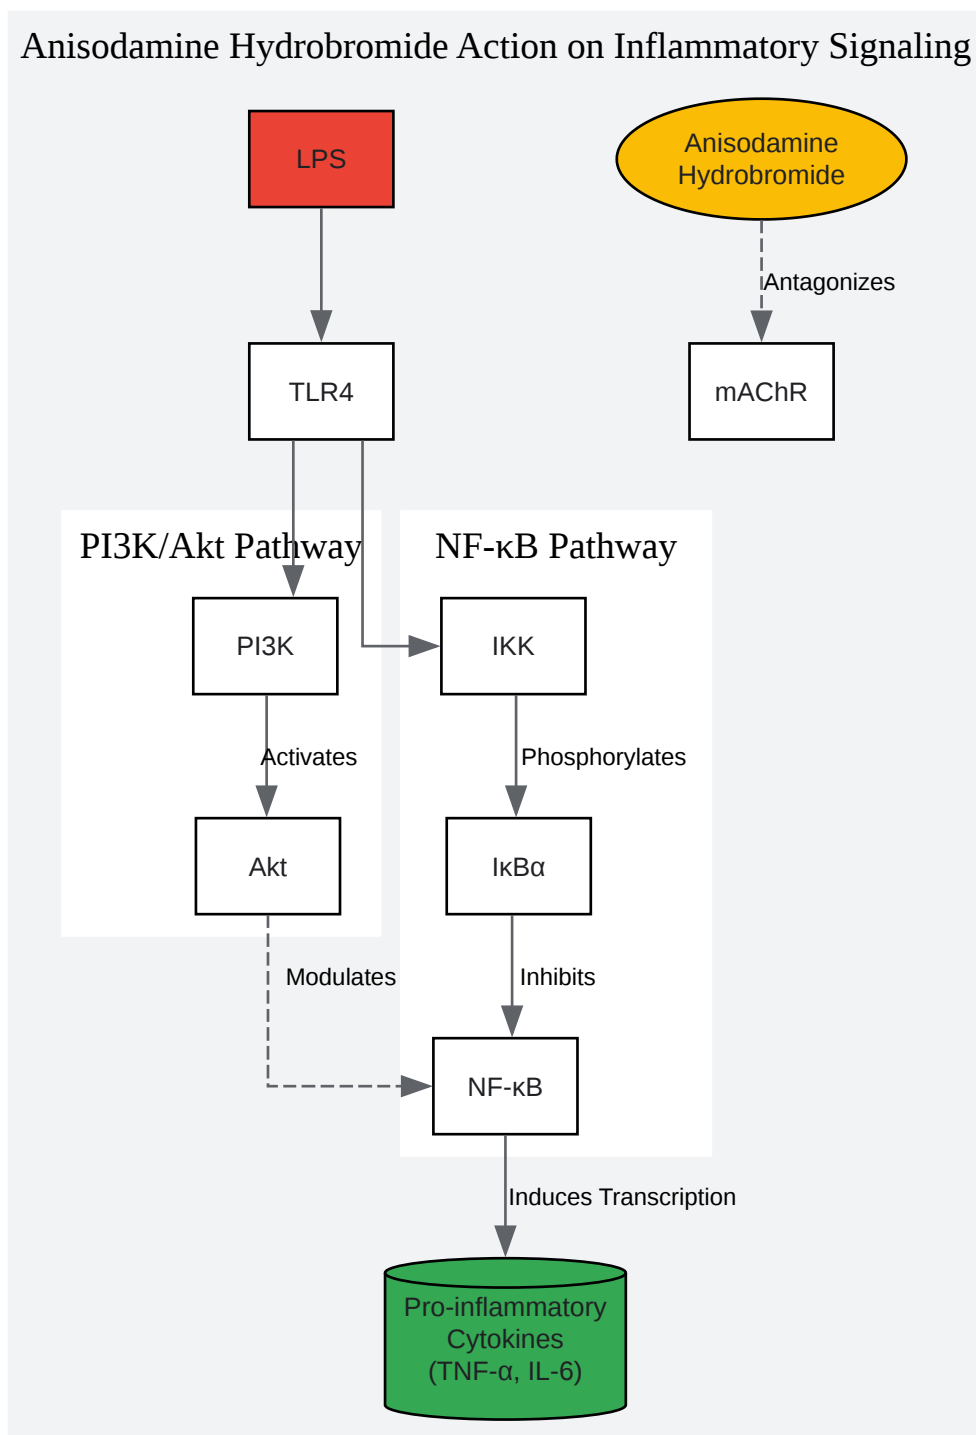 Anisodamine Hydrobromide Action on Inflammatory Signaling
LPS
Anisodamine
Hydrobromide
Antagonizes
TLR4
mAChR
PI3K/Akt Pathway
NF-κB Pathway
PI3K
IKK
Activates
Phosphorylates
Akt
IκBα
Modulates
Inhibits
NF-κB
Induces Transcription
Pro-inflammatory
Cytokines
(TNF-α, IL-6)